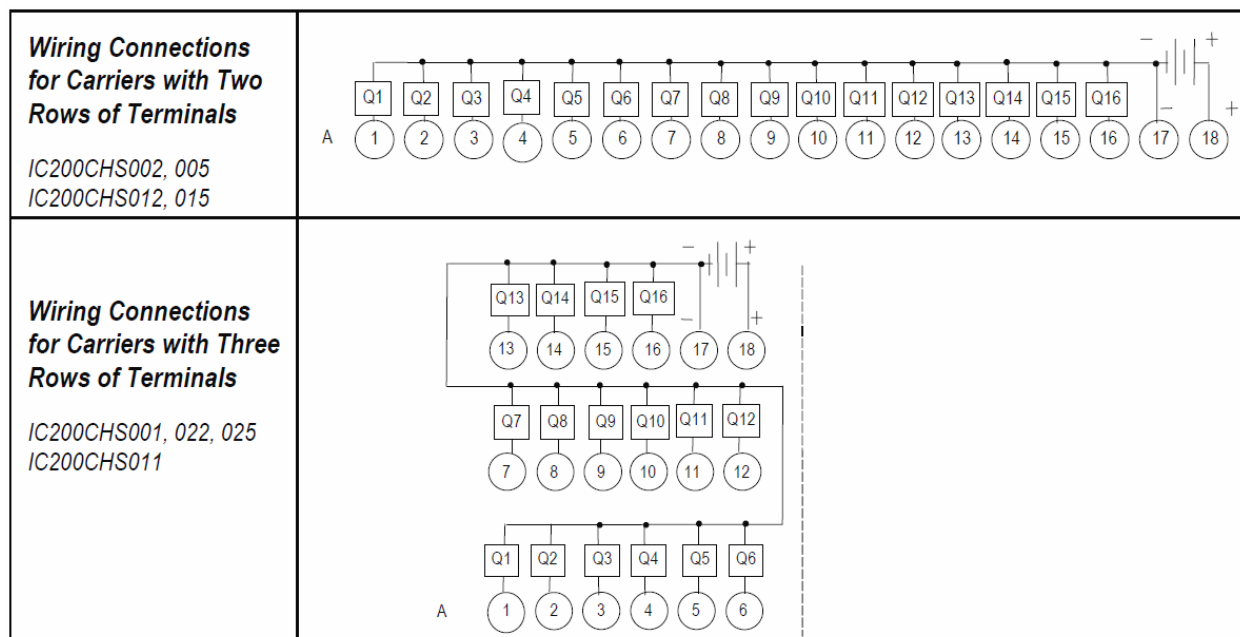 Wiring Connections
for Carriers with Two
Rows of Terminals
IC200CHS002, 005
IC200CHS012, 015
− +
Q1 Q2 Q3 Q4 Q5 Q6 Q7 Q8 Q9 Q10 Q11 Q12 Q13 Q14 Q15 Q16
− +
A 1 2 3 4 5 6 7 8 9 10 11 12 13 14 15 16 17 18
Wiring Connections
for Carriers with Three
Rows of Terminals
IC200CHS001, 022, 025
IC200CHS011
− +
Q13 Q14 Q15 Q16
− +
13 14 15 16 17 18
Q7 Q8 Q9 Q10 Q11 Q12
7 8 9 10 11 12
Q1 Q2 Q3 Q4 Q5 Q6
A 1 2 3 4 5 6